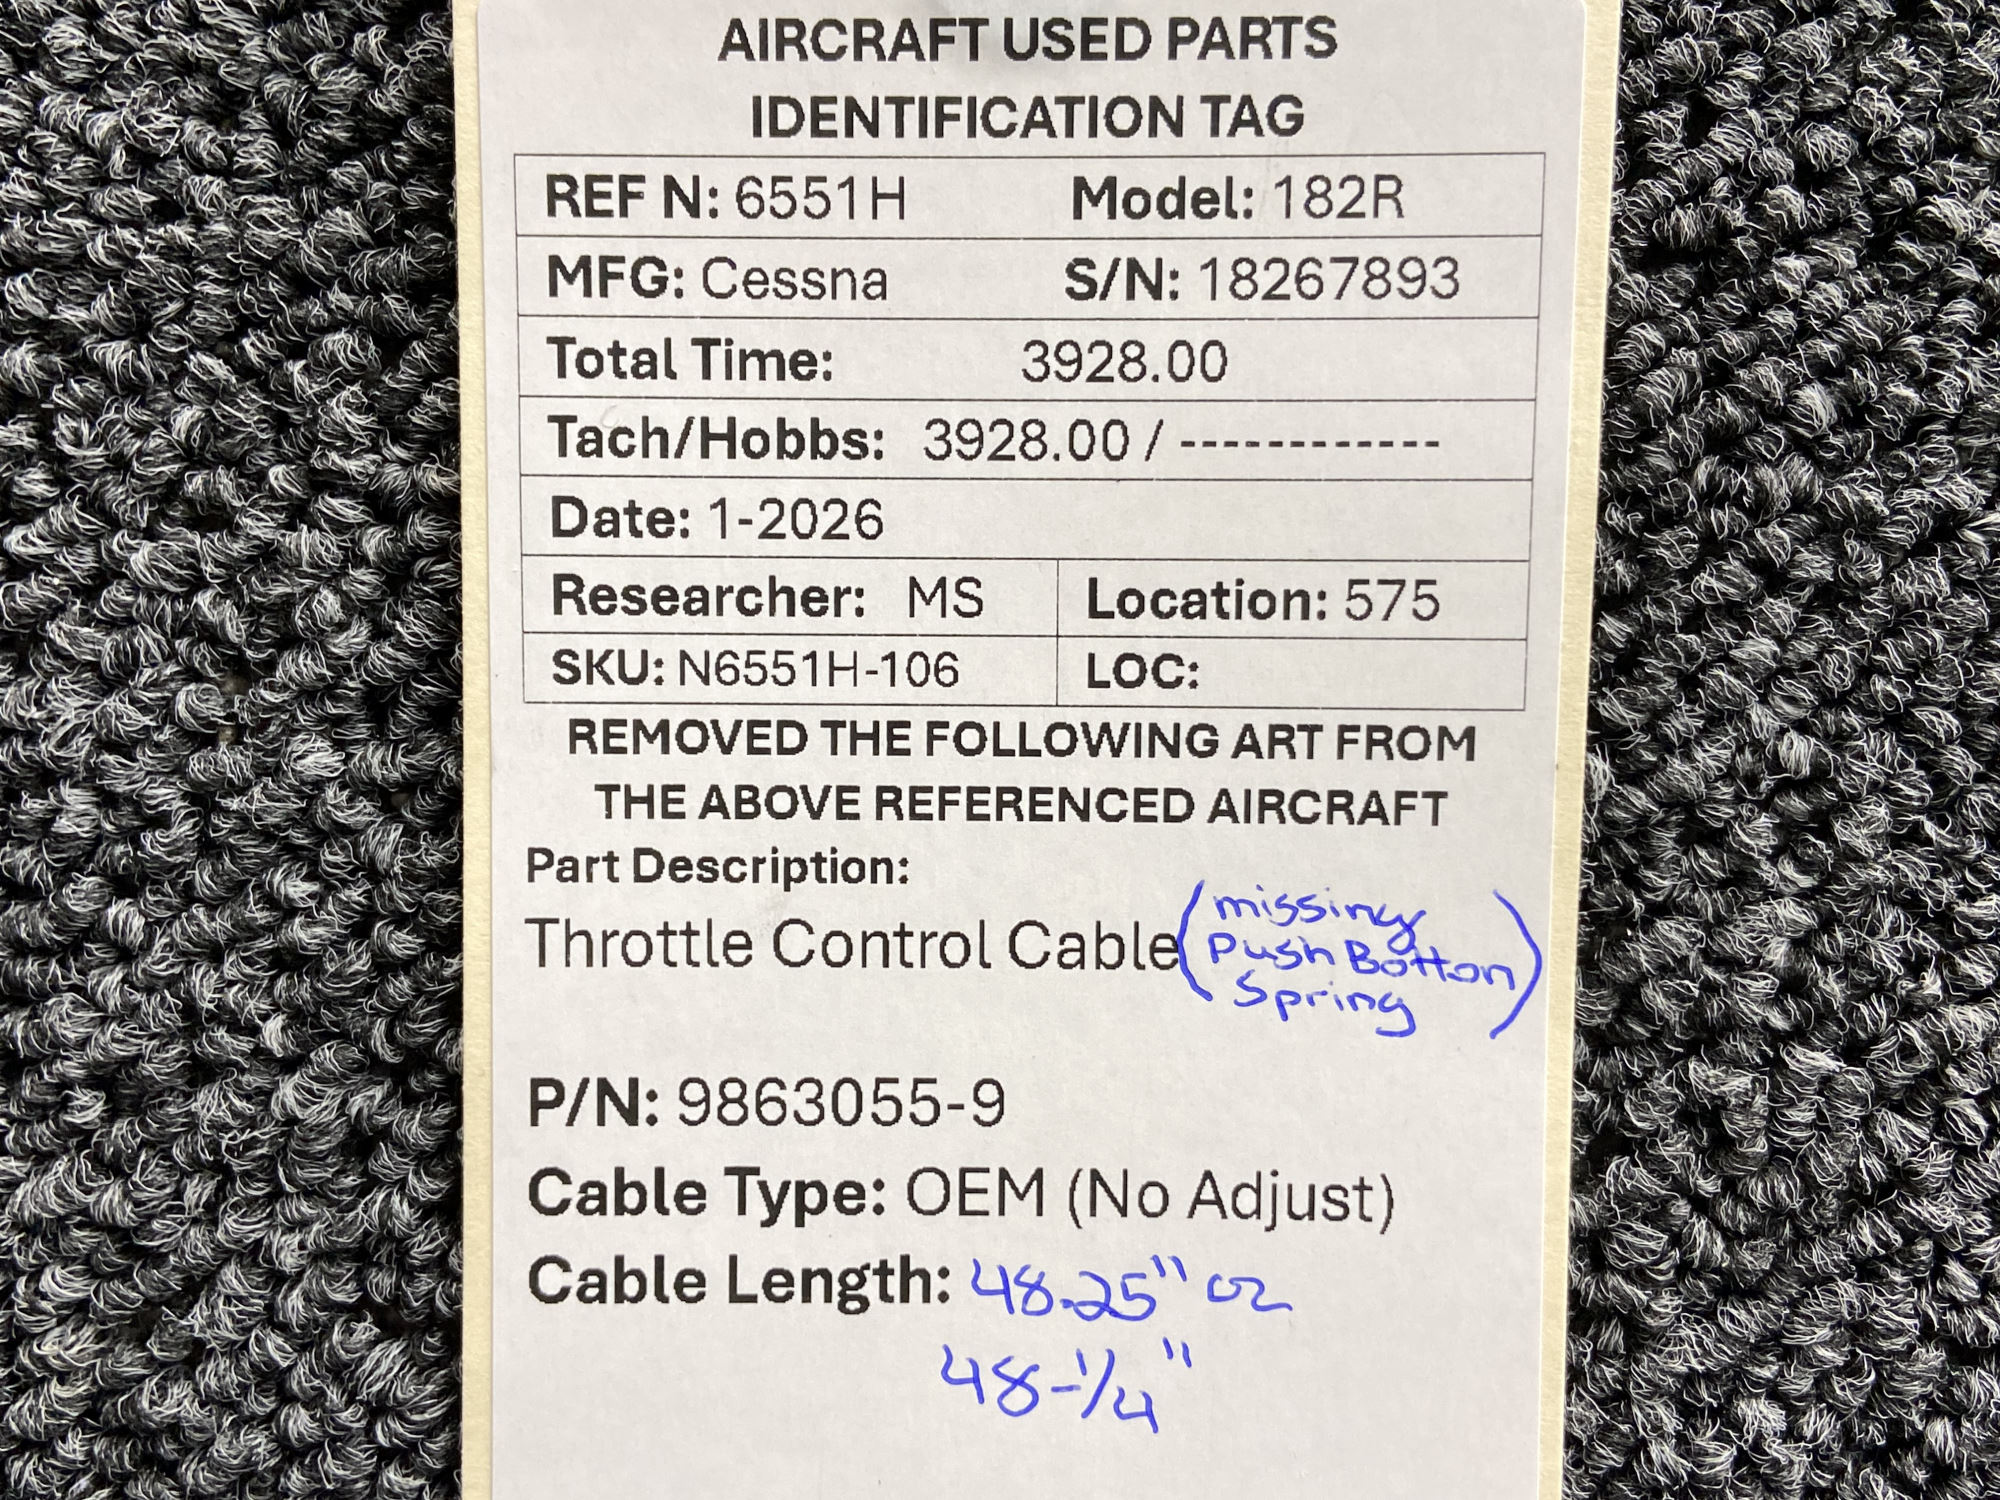 AIRCRAFT USED PARTS
IDENTIFICATION TAG
REF N: 6551H Model: 182R
MFG: Cessna S/N: 18267893
Total Time: 3928.00
Tach/Hobbs: 3928.00 / ------------
Date: 1-2026
Researcher: MS Location: 575
SKU: N6551H-106 LOC:
REMOVED THE FOLLOWING ART FROM
THE ABOVE REFERENCED AIRCRAFT
Part Description:
Throttle Control Cable (missing
Push Botton
Spring)
P/N: 9863055-9
Cable Type: OEM (No Adjust)
Cable Length: 48.25" or
48-1/4"